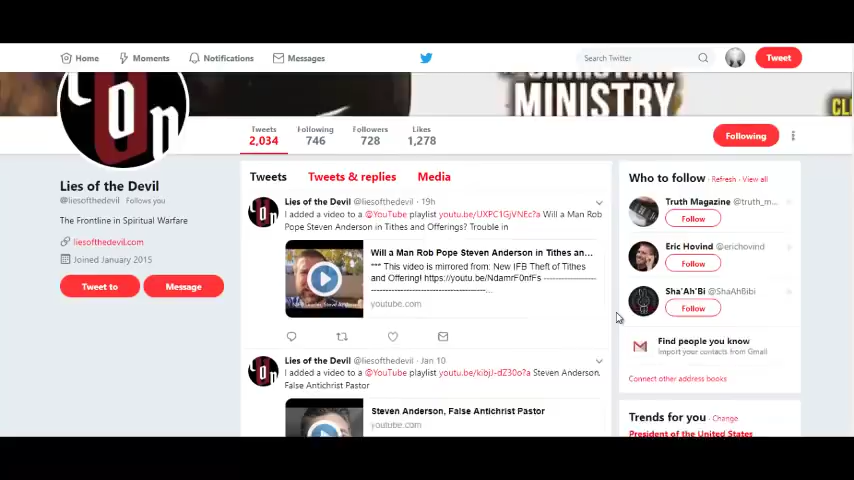 Home Moments Notifications Messages Search Twitter Tweet
CHRISTIAN
MINISTRY
Tweets Following Followers Likes
2,034 746 728 1,278 Following
Lies of the Devil
@liesofthedevil Follows you
The Frontline in Spiritual Warfare
liesofthedevil.com
Joined January 2015
Tweet to Message
Tweets Tweets & replies Media
Lies of the Devil @liesofthedevil · 19h
I added a video to a @YouTube playlist youtu.be/UXPC1GjVNEc?a Will a Man Rob
Pope Steven Anderson in Tithes and Offerings? Trouble in
Will a Man Rob Pope Steven Anderson in Tithes an...
*** This video is mirrored from: New IFB Theft of Tithes
and Offering! https://youtu.be/NdamrF0nfFs ---------------
-----------------------------------------...
youtube.com
Lies of the Devil @liesofthedevil · Jan 10
I added a video to a @YouTube playlist youtu.be/kibjJ-dZ30o?a Steven Anderson,
False Antichrist Pastor
Steven Anderson, False Antichrist Pastor
youtube.com
Who to follow · Refresh · View all
Truth Magazine @truth_m...
Follow
Eric Hovind @erichovind
Follow
Sha'Ah'Bi @ShaAhBibi
Follow
Find people you know
Import your contacts from Gmail
Connect other address books
Trends for you · Change
President of the United States